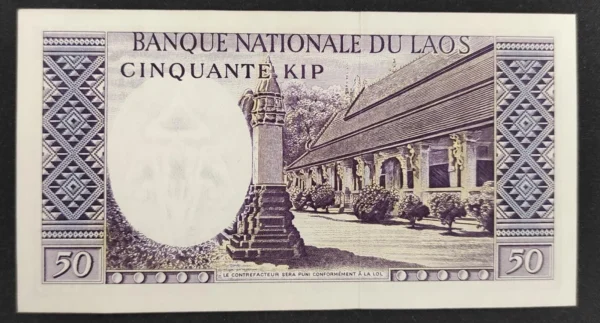 BANQUE NATIONALE DU LAOS
CINQUANTE KIP
50
50
LE CONTREFACTEUR SERA PUNI CONFORMÉMENT À LA LOI.